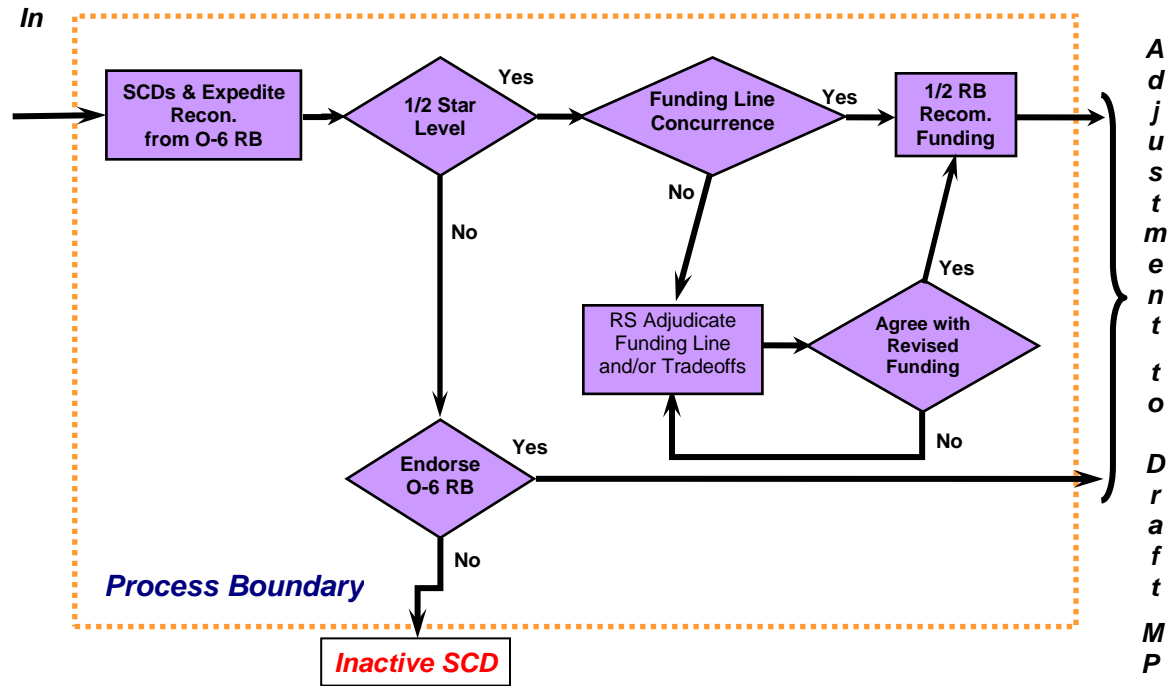 In
SCDs & Expedite
Recon.
from O-6 RB
1/2 Star
Level
Yes
Funding Line
Concurrence
Yes
1/2 RB
Recom.
Funding
No
No
RS Adjudicate
Funding Line
and/or Tradeoffs
Agree with
Revised
Funding
Yes
No
Endorse
O-6 RB
Yes
No
Process Boundary
Inactive SCD
A
d
j
u
s
t
m
e
n
t
t
o
D
r
a
f
t
M
P